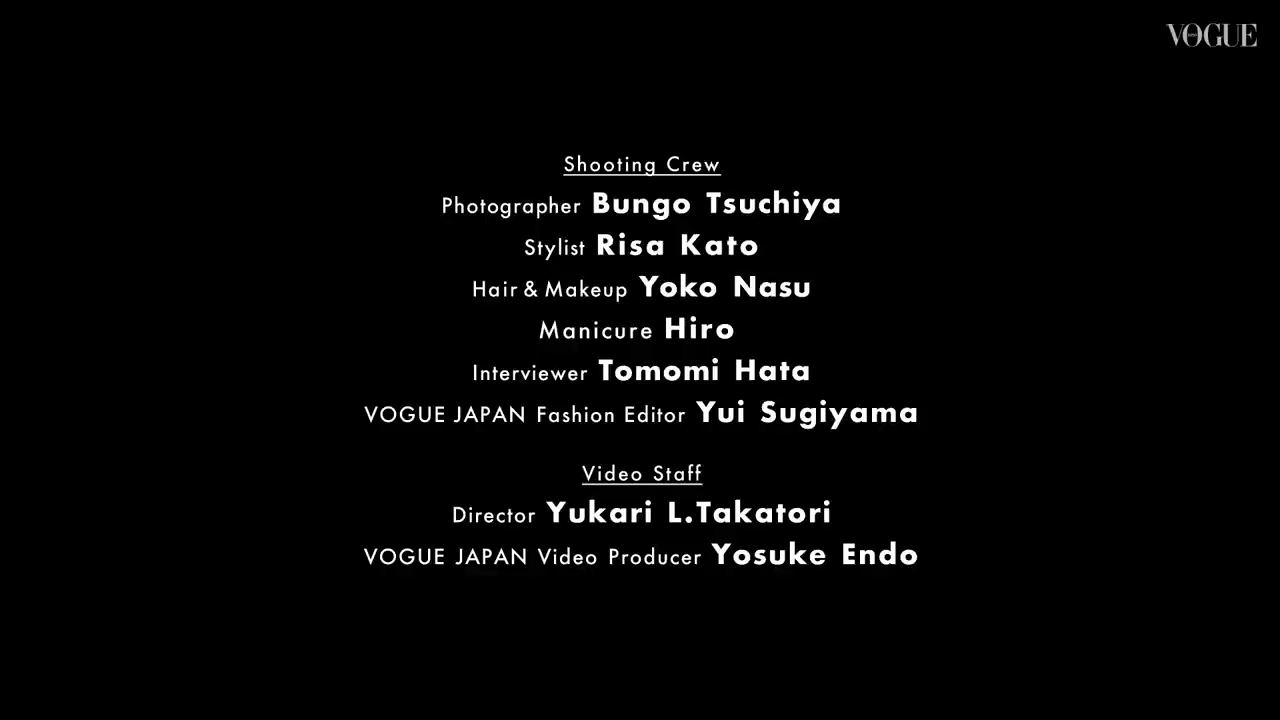 VOGUE
Shooting Crew
Photographer Bungo Tsuchiya
Stylist Risa Kato
Hair & Makeup Yoko Nasu
Manicure Hiro
Interviewer Tomomi Hata
VOGUE JAPAN Fashion Editor Yui Sugiyama
Video Staff
Director Yukari L.Takatori
VOGUE JAPAN Video Producer Yosuke Endo